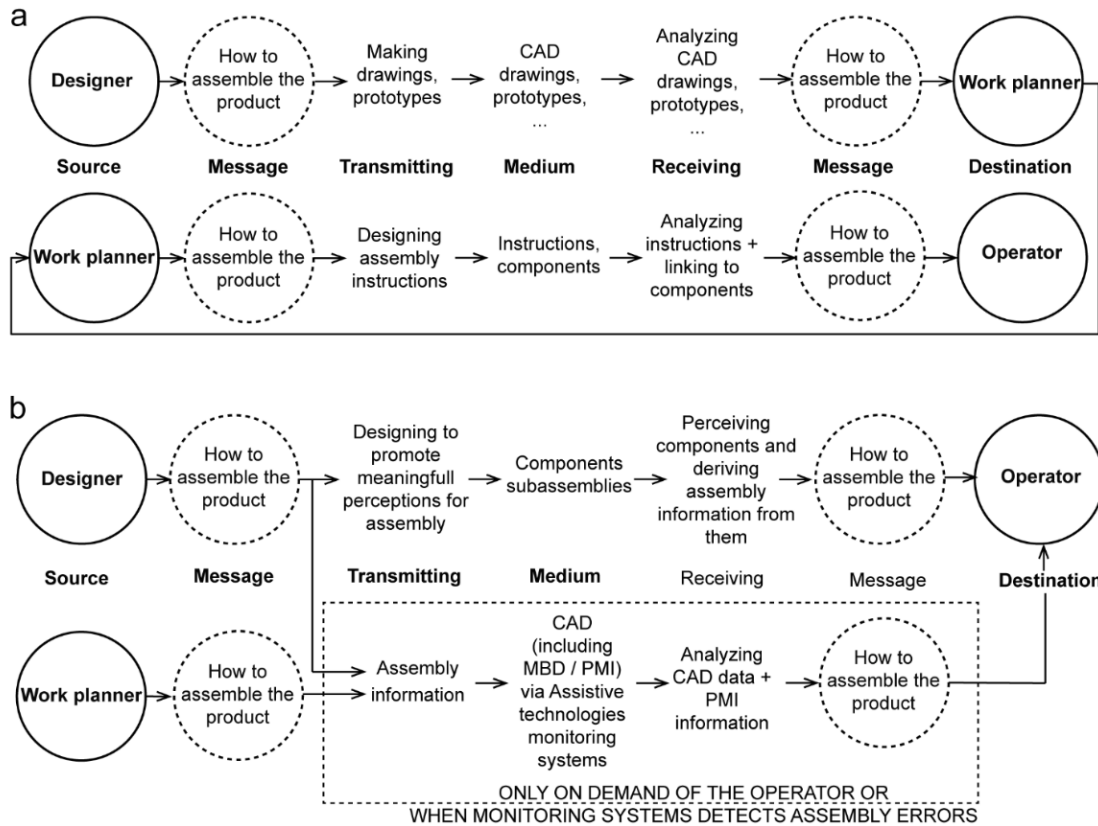 a
Designer
How to
assemble the
product
Making
drawings,
prototypes
CAD
drawings,
prototypes,
...
Analyzing
CAD
drawings,
prototypes,
...
How to
assemble the
product
Work planner
Source
Message
Transmitting
Medium
Receiving
Message
Destination
Work planner
How to
assemble the
product
Designing
assembly
instructions
Instructions,
components
Analyzing
instructions +
linking to
components
How to
assemble the
product
Operator
b
Designer
How to
assemble the
product
Designing to
promote
meaningfull
perceptions for
assembly
Components
subassemblies
Perceiving
components and
deriving
assembly
information from
them
How to
assemble the
product
Operator
Source
Message
Transmitting
Medium
Receiving
Message
Destination
Work planner
How to
assemble the
product
Assembly
information
CAD
(including
MBD / PMI)
via Assistive
technologies
monitoring
systems
Analyzing
CAD data +
PMI
information
How to
assemble the
product
ONLY ON DEMAND OF THE OPERATOR OR
WHEN MONITORING SYSTEMS DETECTS ASSEMBLY ERRORS